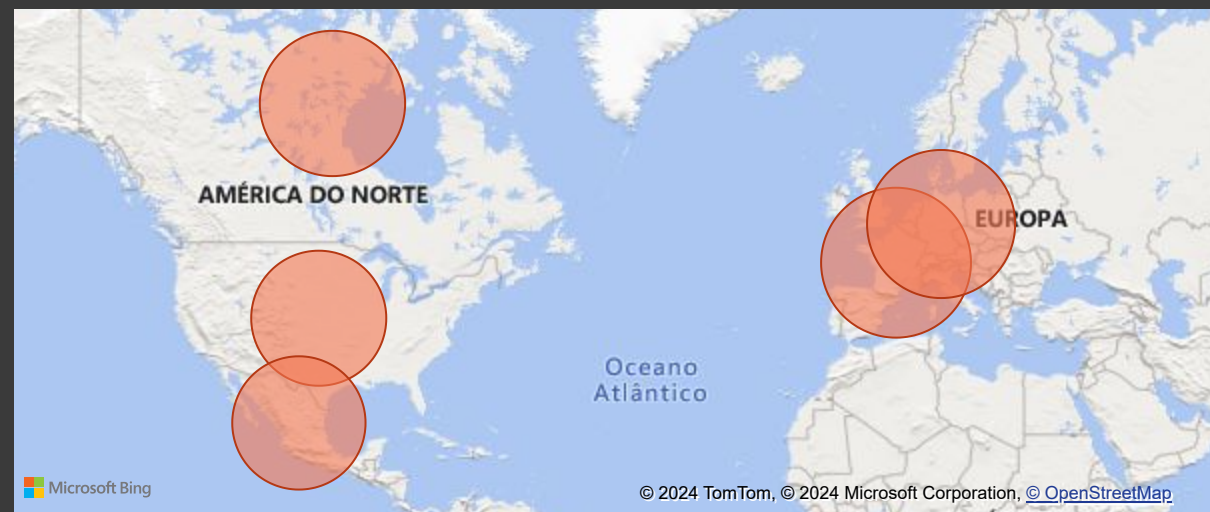 AMÉRICA DO NORTE
EUROPA
Oceano
Atlântico
Microsoft Bing
© 2024 TomTom, © 2024 Microsoft Corporation, © OpenStreetMap